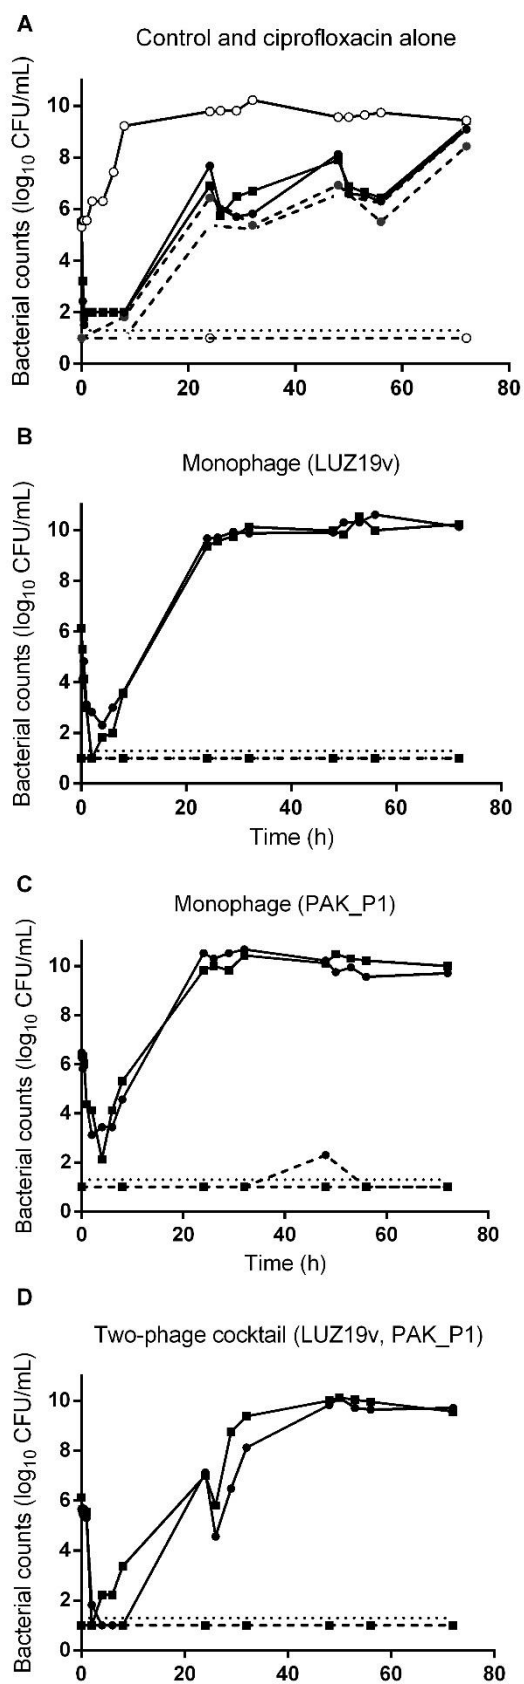 A
Control and ciprofloxacin alone
Bacterial counts (log10 CFU/mL)
10
8
6
4
2
0
0 20 40 60 80
B
Monophage (LUZ19v)
Bacterial counts (log10 CFU/mL)
10
8
6
4
2
0
0 20 40 60 80
Time (h)
C
Monophage (PAK_P1)
Bacterial counts (log10 CFU/mL)
10
8
6
4
2
0
0 20 40 60 80
Time (h)
D
Two-phage cocktail (LUZ19v, PAK_P1)
Bacterial counts (log10 CFU/mL)
10
8
6
4
2
0
0 20 40 60 80